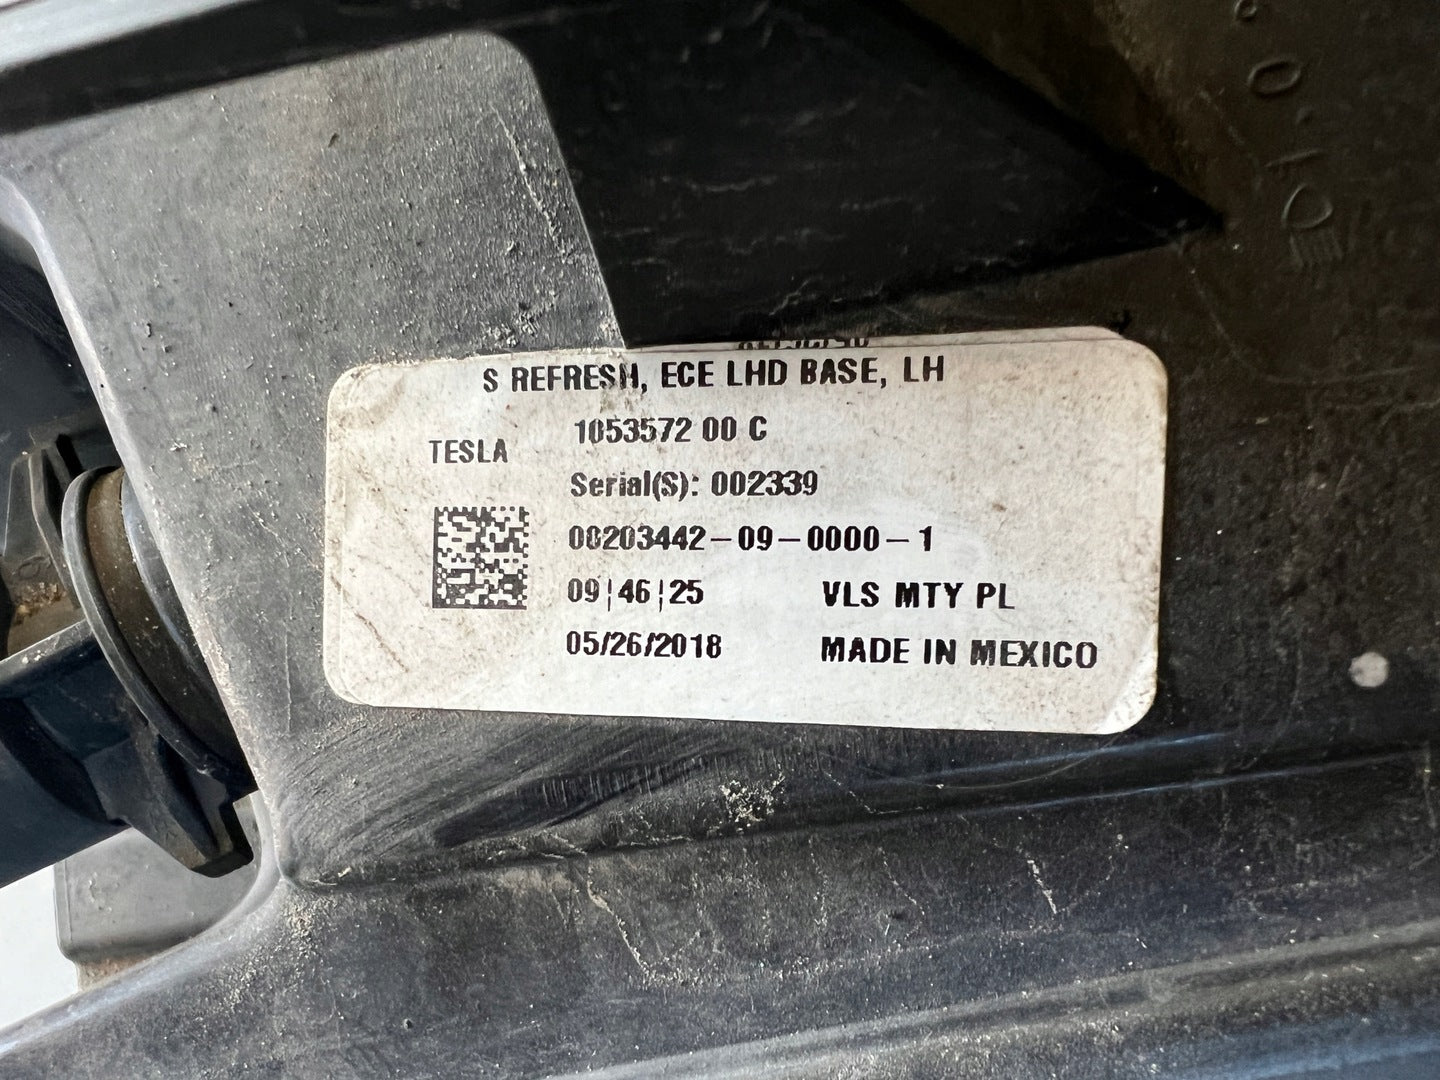 S REFRESH, ECE LHD BASE, LH
1053572 00 C
TESLA
Serial(S): 002339
00203442-09-0000-1
09|46|25 VLS MTY PL
05/26/2018 MADE IN MEXICO